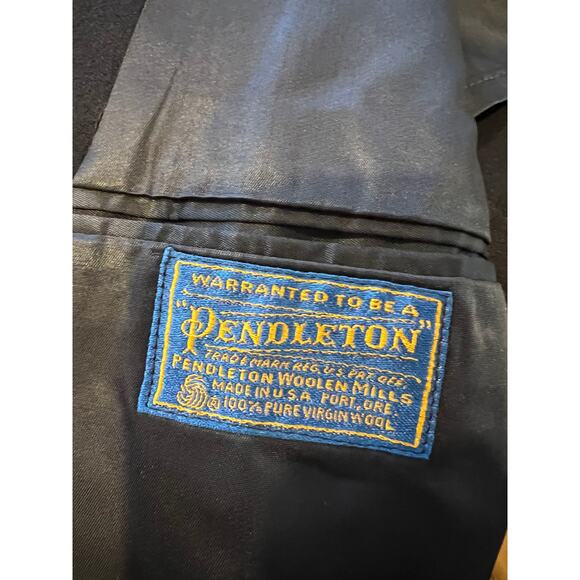 WARRANTED TO BE A
"PENDLETON"
TRADE MARK REG. U.S. PAT. OFF.
PENDLETON WOOLEN MILLS
MADE IN U.S.A. PORT., ORE.
® 100% PURE VIRGIN WOOL